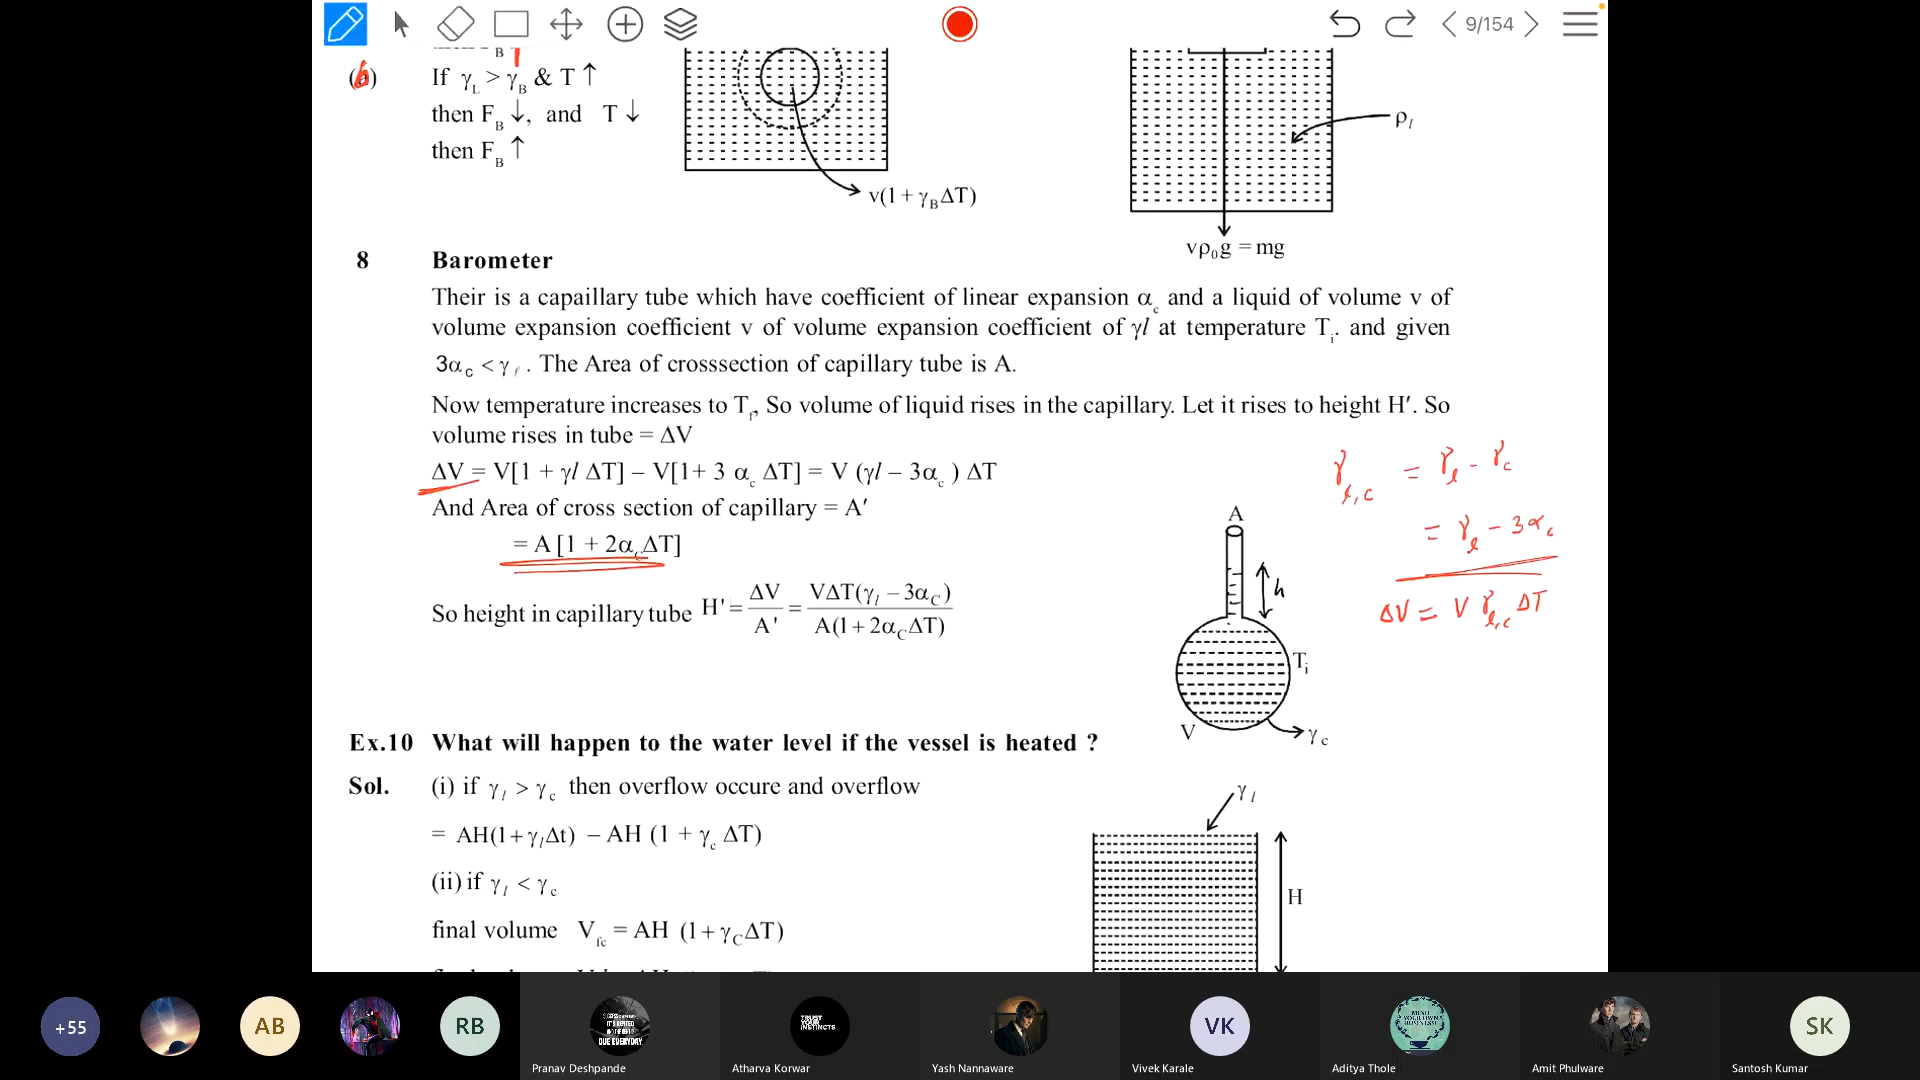 9/154
B
If γL > γB & T ↑
then FB ↓, and T ↓
then FB ↑
v(1 + γBΔT)
ρl
vρ0g = mg
8 Barometer
Their is a capaillary tube which have coefficient of linear expansion αc and a liquid of volume v of
volume expansion coefficient v of volume expansion coefficient of γl at temperature Ti. and given
3αc < γℓ. The Area of crosssection of capillary tube is A.
Now temperature increases to Tf, So volume of liquid rises in the capillary. Let it rises to height H′. So
volume rises in tube = ΔV
ΔV = V[1 + γl ΔT] – V[1+ 3 αc ΔT] = V (γl – 3αc) ΔT
And Area of cross section of capillary = A′
= A [1 + 2αcΔT]
So height in capillary tube H' = ΔV / A' = VΔT(γl – 3αC) / A(1 + 2αCΔT)
γℓ,c = γℓ - γc
= γℓ - 3αc
ΔV = V γℓ,c ΔT
A
h
Ti
V
γc
Ex.10 What will happen to the water level if the vessel is heated ?
Sol. (i) if γl > γc then overflow occure and overflow
= AH(1+γlΔt) – AH (1 + γc ΔT)
(ii) if γl < γc
final volume Vfc = AH (1+γCΔT)
γl
H
+55
AB
RB
VK
SK
Pranav Deshpande
Atharva Korwar
Yash Nannaware
Vivek Karale
Aditya Thole
Amit Phulware
Santosh Kumar
TRUST
YOUR
INSTINCTS
DUE EVERYDAY